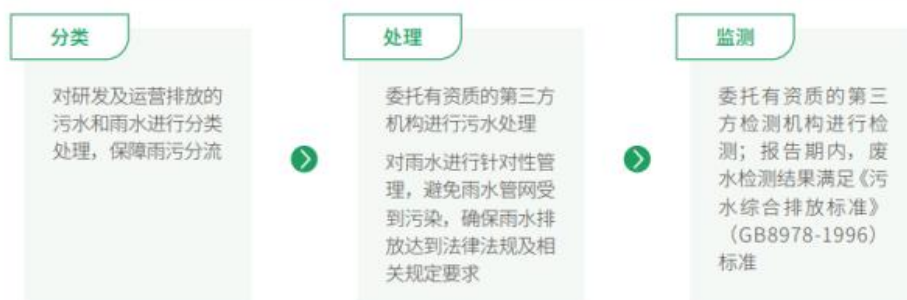 分类
对研发及运营排放的
污水和雨水进行分类
处理，保障雨污分流
处理
委托有资质的第三方
机构进行污水处理
对雨水进行针对性管
理，避免雨水管网受
到污染，确保雨水排
放达到法律法规及相
关规定要求
监测
委托有资质的第三
方检测机构进行检
测；报告期内，废
水检测结果满足《污
水综合排放标准》
（GB8978-1996）
标准